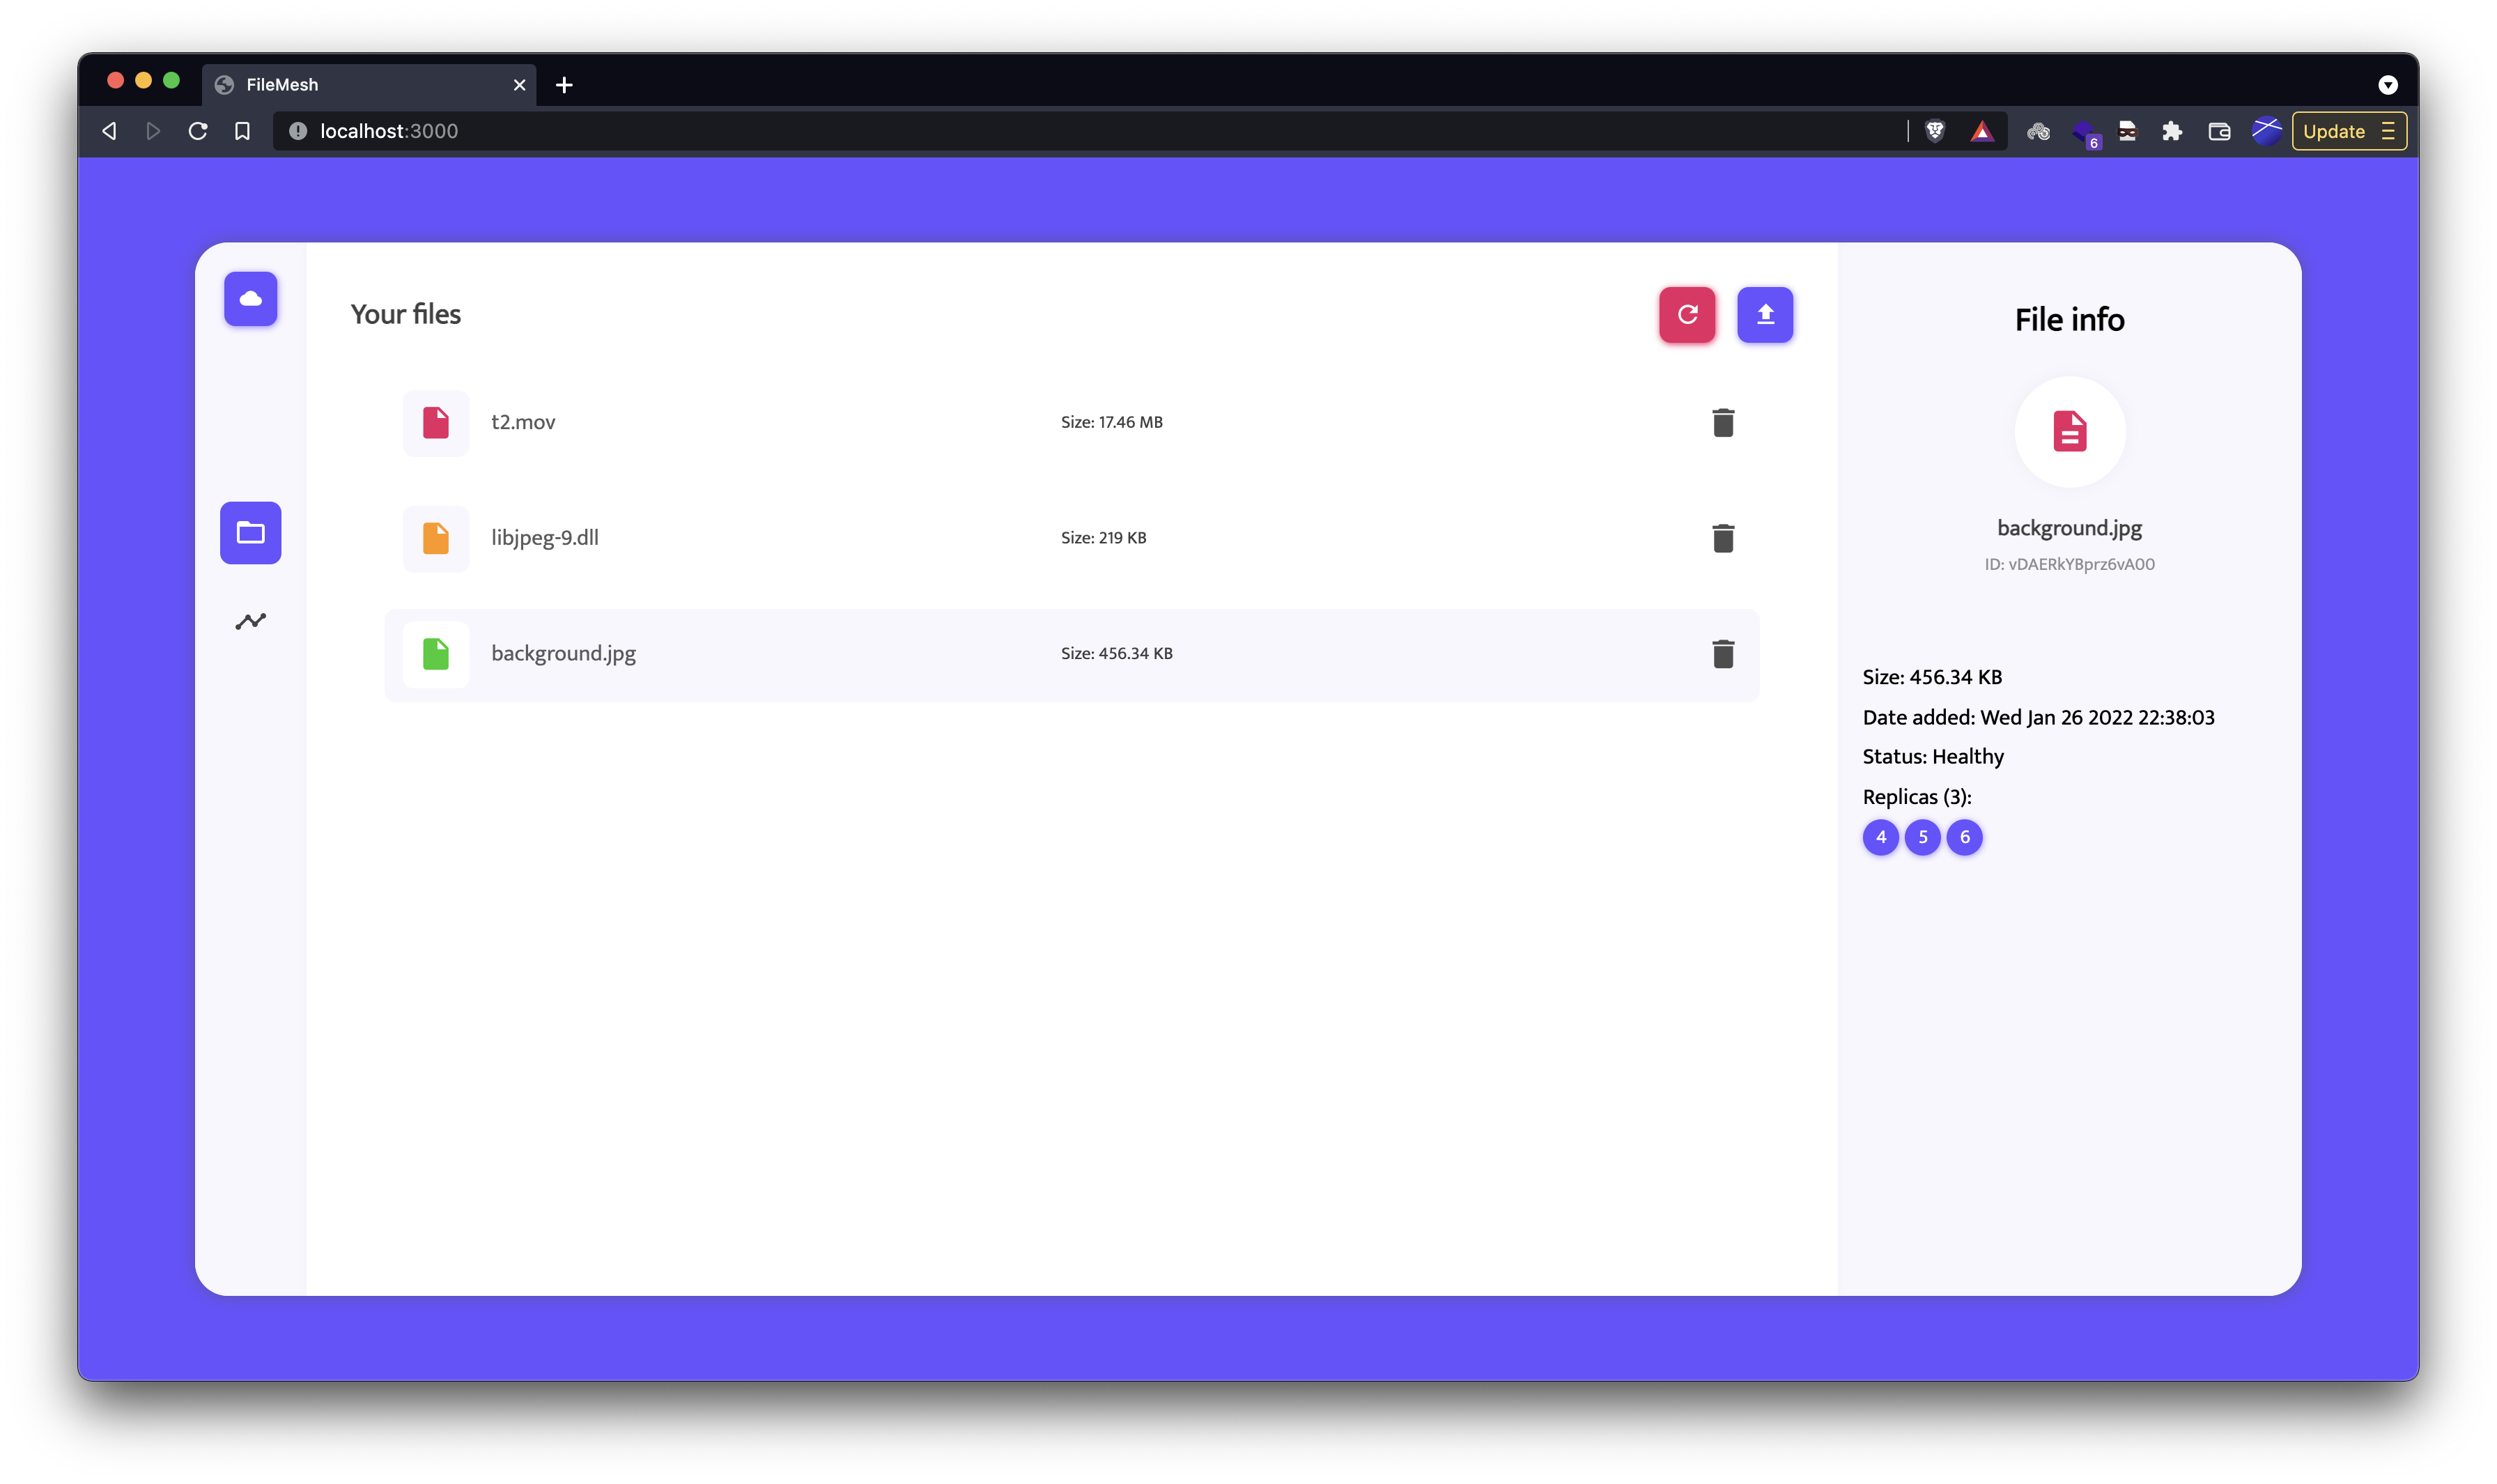 FileMesh
localhost:3000
6
Update
Your files
t2.mov
Size: 17.46 MB
libjpeg-9.dll
Size: 219 KB
background.jpg
Size: 456.34 KB
File info
background.jpg
ID: vDAERkYBprz6vA00
Size: 456.34 KB
Date added: Wed Jan 26 2022 22:38:03
Status: Healthy
Replicas (3):
4 5 6